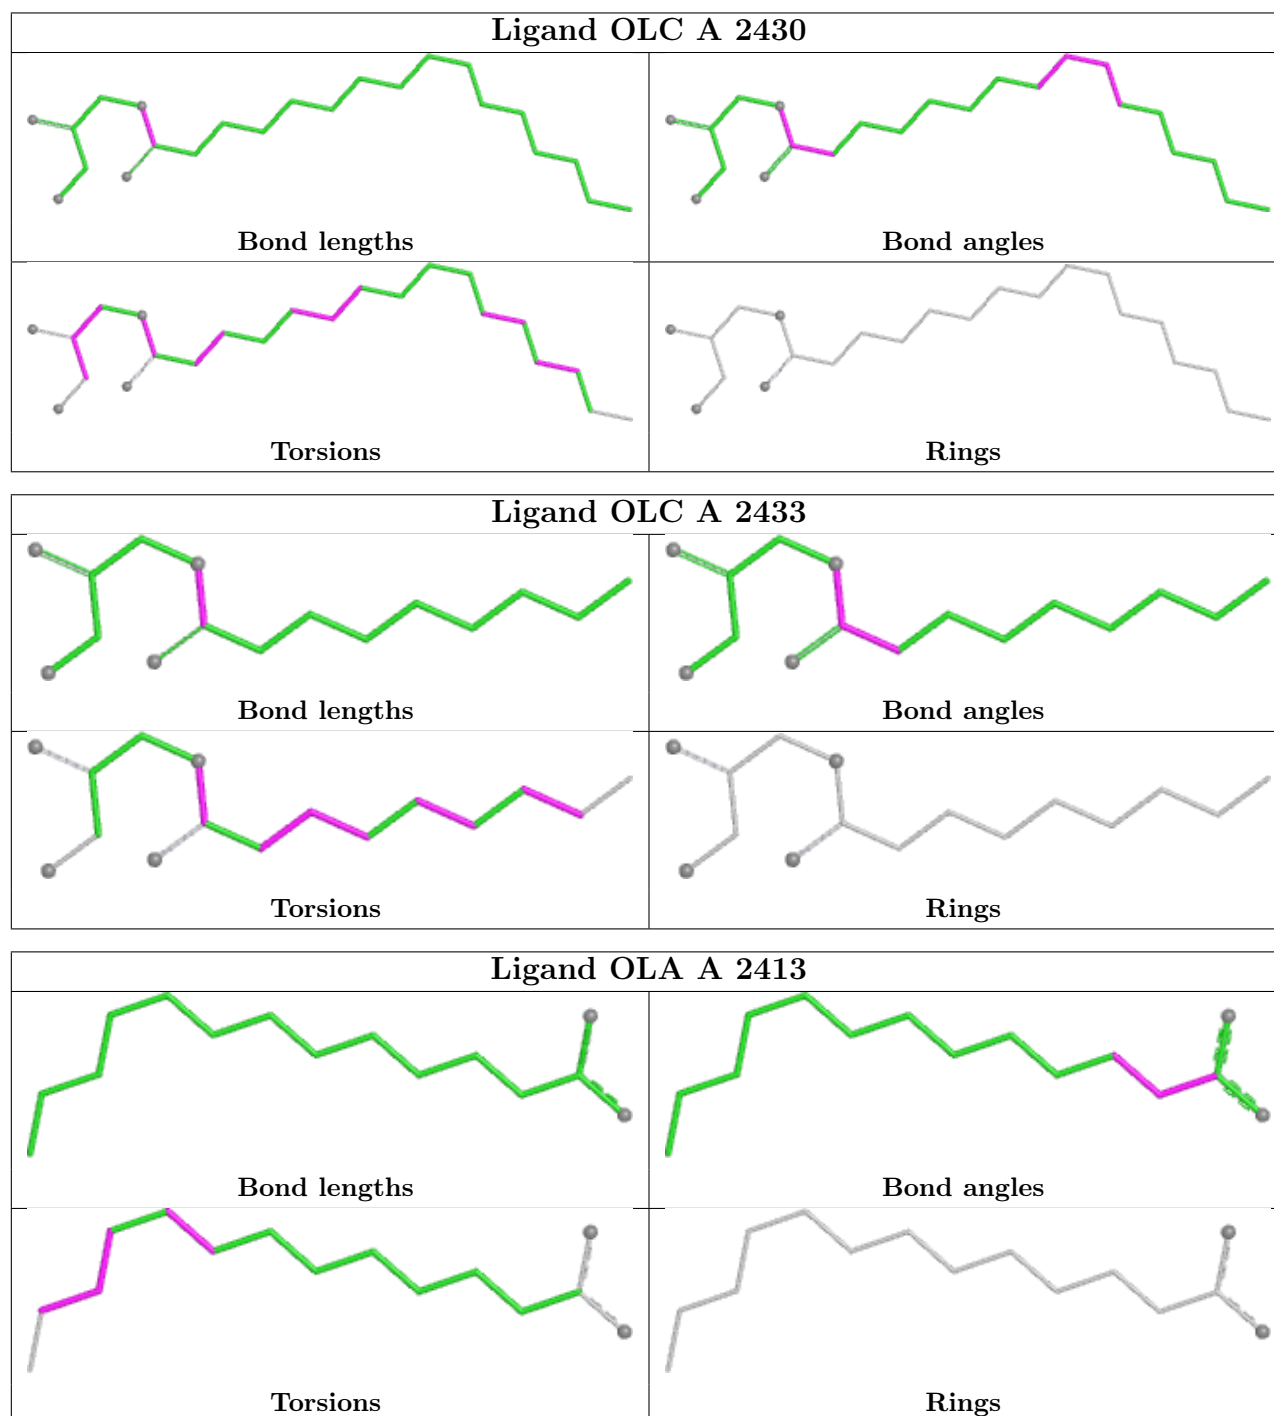 Ligand OLC A 2430
Bond lengths
Bond angles
Torsions
Rings
Ligand OLC A 2433
Bond lengths
Bond angles
Torsions
Rings
Ligand OLA A 2413
Bond lengths
Bond angles
Torsions
Rings